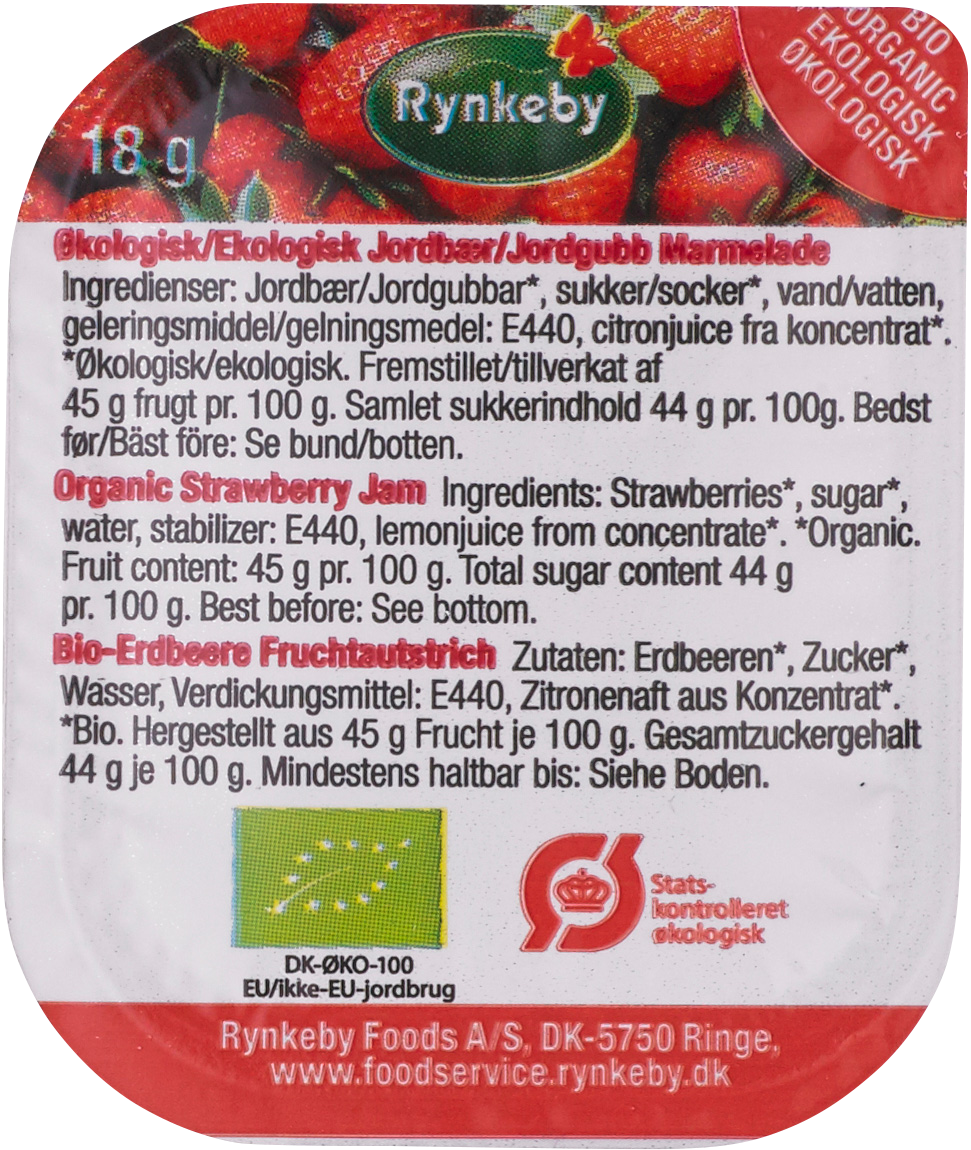 Rynkeby
18 g
BIO
ORGANIC
EKOLOGISK
ØKOLOGISK
Økologisk/Ekologisk Jordbær/Jordgubb Marmelade
Ingredienser: Jordbær/Jordgubbar*, sukker/socker*, vand/vatten,
geleringsmiddel/gelningsmedel: E440, citronjuice fra koncentrat*.
*Økologisk/ekologisk. Fremstillet/tillverkat af
45 g frugt pr. 100 g. Samlet sukkerindhold 44 g pr. 100g. Bedst
før/Bäst före: Se bund/botten.
Organic Strawberry Jam Ingredients: Strawberries*, sugar*,
water, stabilizer: E440, lemonjuice from concentrate*. *Organic.
Fruit content: 45 g pr. 100 g. Total sugar content 44 g
pr. 100 g. Best before: See bottom.
Bio-Erdbeere Fruchtautstrich Zutaten: Erdbeeren*, Zucker*,
Wasser, Verdickungsmittel: E440, Zitronenaft aus Konzentrat*.
*Bio. Hergestellt aus 45 g Frucht je 100 g. Gesamtzuckergehalt
44 g je 100 g. Mindestens haltbar bis: Siehe Boden.
Stats-
kontrolleret
økologisk
DK-ØKO-100
EU/ikke-EU-jordbrug
Rynkeby Foods A/S, DK-5750 Ringe,
www.foodservice.rynkeby.dk